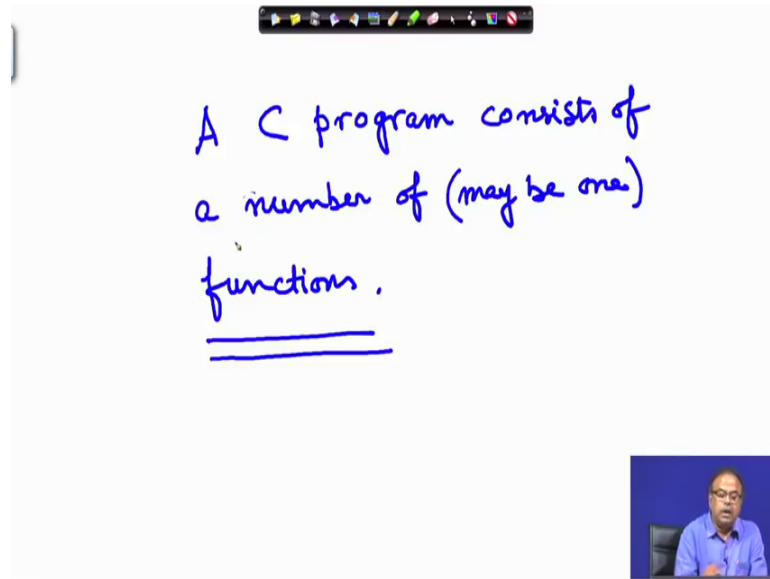 A C program consists of
a number of (may be one)
functions.